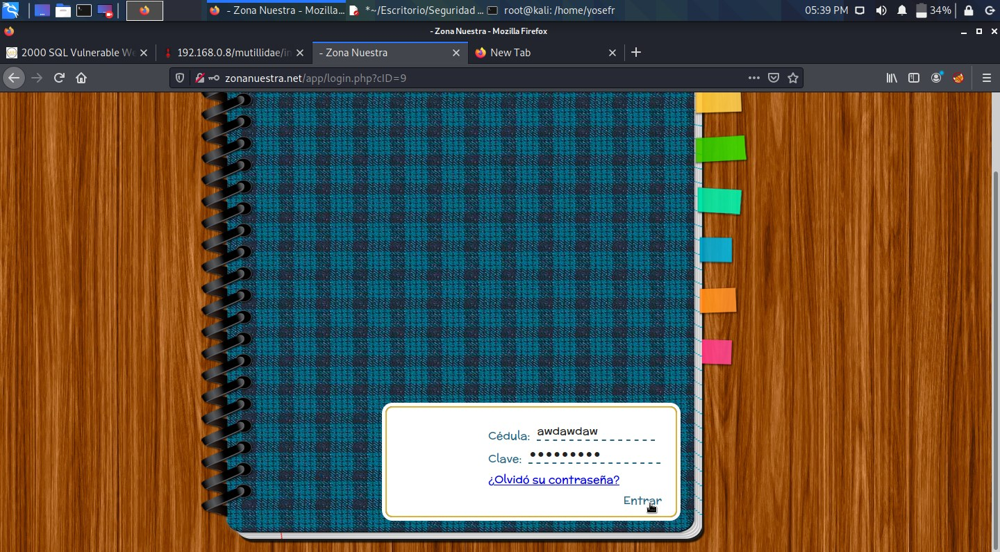 - Zona Nuestra - Mozilla...
*~/Escritorio/Seguridad ...
root@kali: /home/yosefr
05:39 PM
34%
- Zona Nuestra - Mozilla Firefox
2000 SQL Vulnerable We
192.168.0.8/mutillidae/in
- Zona Nuestra
New Tab
zonanuestra.net/app/login.php?cID=9
Cédula: awdawdaw
Clave: •••••••••
¿Olvidó su contraseña?
Entrar